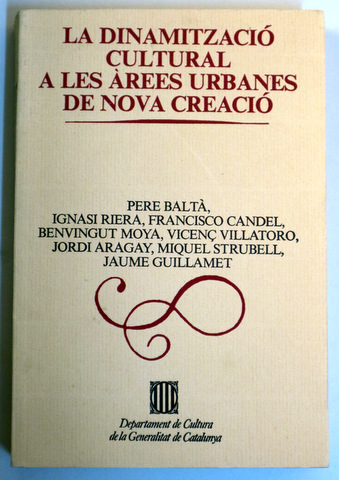 LA DINAMITZACIÓ
CULTURAL
A LES ÀREES URBANES
DE NOVA CREACIÓ
PERE BALTÀ,
IGNASI RIERA, FRANCISCO CANDEL,
BENVINGUT MOYA, VICENÇ VILLATORO,
JORDI ARAGAY, MIQUEL STRUBELL,
JAUME GUILLAMET
Departament de Cultura
de la Generalitat de Catalunya